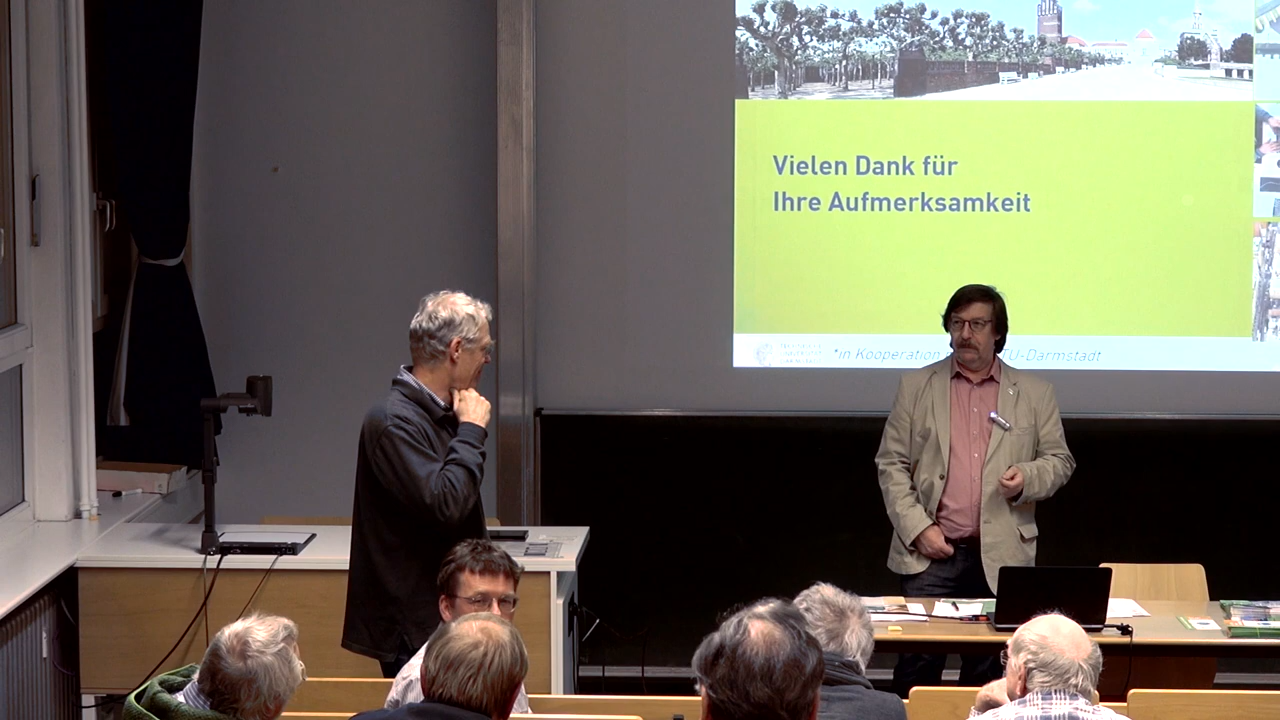 Vielen Dank für
Ihre Aufmerksamkeit
*in Kooperation TU-Darmstadt